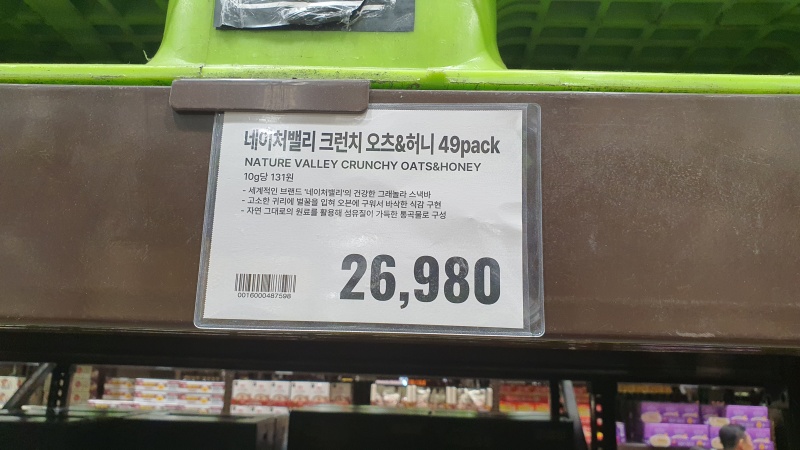 네이처밸리 크런치 오츠&허니 49pack
NATURE VALLEY CRUNCHY OATS&HONEY
10g당 131원
- 세계적인 브랜드 '네이처밸리'의 건강한 그래놀라 스낵바
- 고소한 귀리에 벌꿀을 입혀 오븐에 구워서 바삭한 식감 구현
- 자연 그대로의 원료를 활용해 섬유질이 가득한 통곡물로 구성
26,980
0016000487598